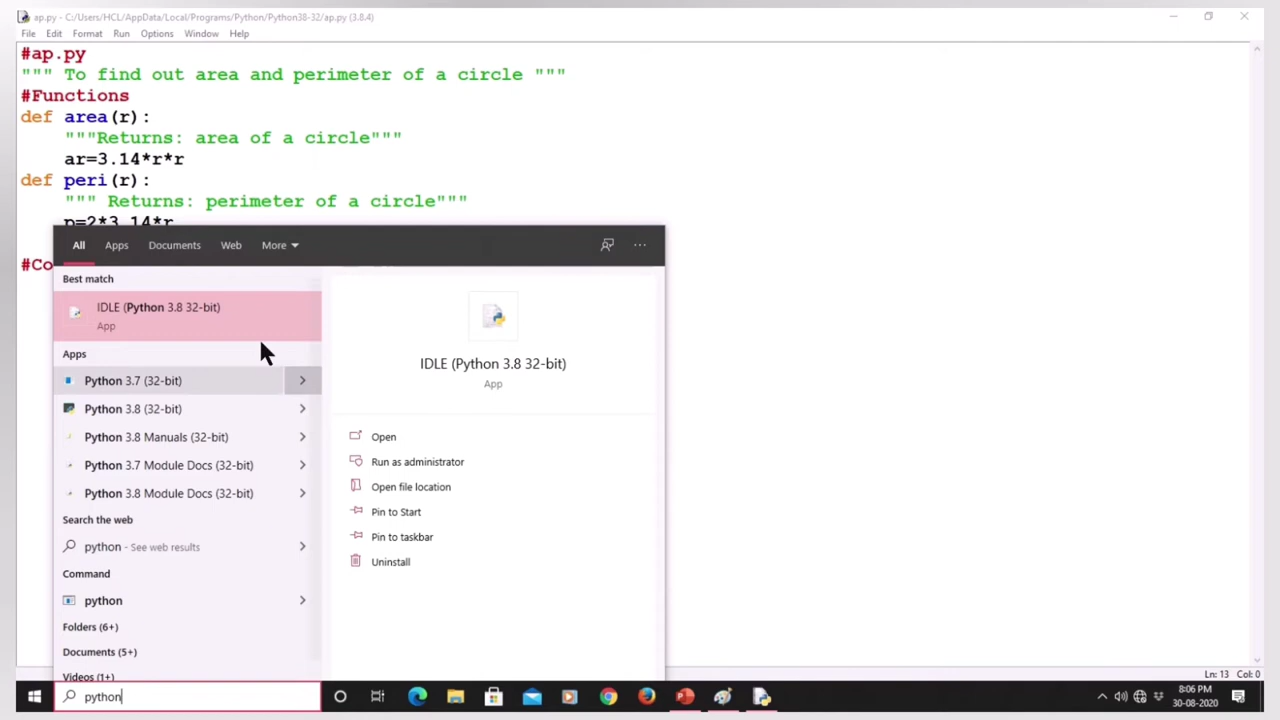 ap.py - C:/Users/HCL/AppData/Local/Programs/Python/Python38-32/ap.py (3.8.4)
File Edit Format Run Options Window Help
#ap.py
""" To find out area and perimeter of a circle """
#Functions
def area(r):
"""Returns: area of a circle"""
ar=3.14*r*r
def peri(r):
""" Returns: perimeter of a circle"""
p=2*3.14*r
#Co
All Apps Documents Web More
Best match
IDLE (Python 3.8 32-bit)
App
Apps
Python 3.7 (32-bit)
Python 3.8 (32-bit)
Python 3.8 Manuals (32-bit)
Python 3.7 Module Docs (32-bit)
Python 3.8 Module Docs (32-bit)
Search the web
python - See web results
Command
python
Folders (6+)
Documents (5+)
Videos (1+)
IDLE (Python 3.8 32-bit)
App
Open
Run as administrator
Open file location
Pin to Start
Pin to taskbar
Uninstall
Ln: 13 Col: 0
python
8:06 PM
30-08-2020